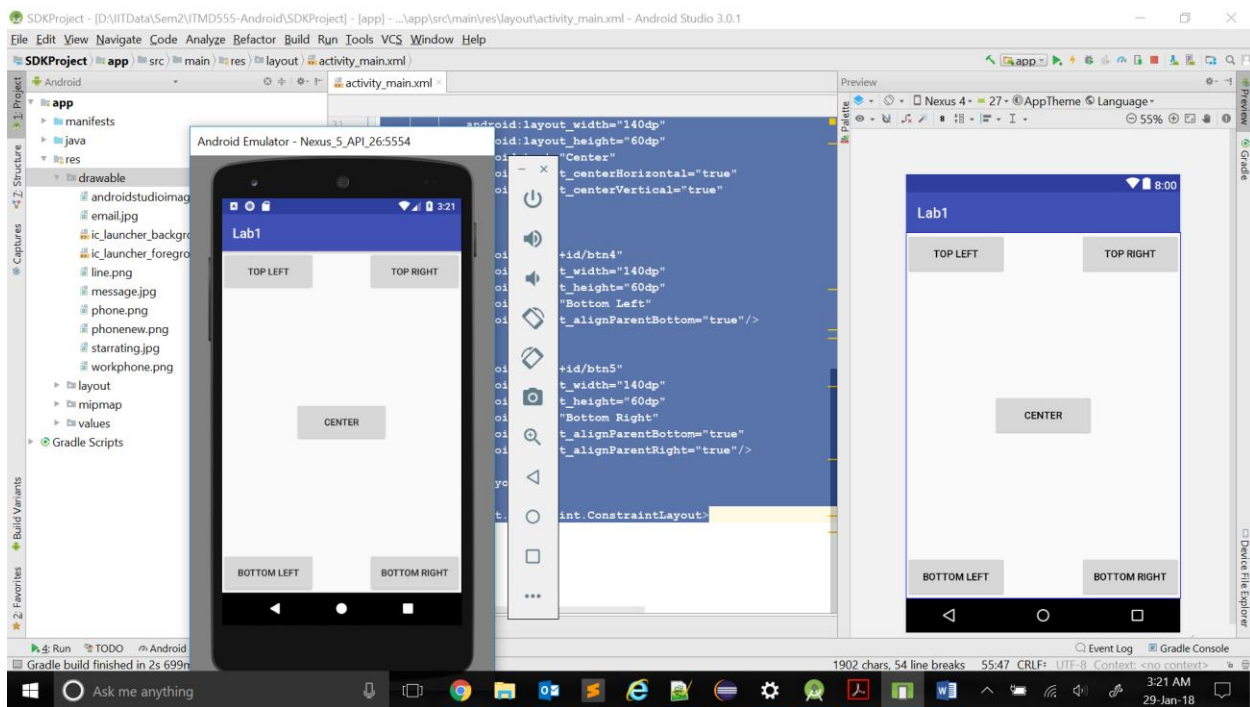 SDKProject - [D:\IITData\Sem2\ITMD555-Android\SDKProject] - [app] - ...\app\src\main\res\layout\activity_main.xml - Android Studio 3.0.1
File Edit View Navigate Code Analyze Refactor Build Run Tools VCS Window Help
SDKProject app src main res layout activity_main.xml
app
Android
activity_main.xml
Preview
1: Project
7: Structure
Captures
Build Variants
2: Favorites
app
manifests
java
res
drawable
androidstudioimag
email.jpg
ic_launcher_backgro
ic_launcher_foregro
line.png
message.jpg
phone.png
phonenew.png
starrating.jpg
workphone.png
layout
mipmap
values
Gradle Scripts
Android Emulator - Nexus_5_API_26:5554
3:21
Lab1
TOP LEFT TOP RIGHT
CENTER
BOTTOM LEFT BOTTOM RIGHT
android:layout_width="140dp"
oid:layout_height="60dp"
"Center"
t_centerHorizontal="true"
t_centerVertical="true"
+id/btn4"
t_width="140dp"
t_height="60dp"
"Bottom Left"
t_alignParentBottom="true"/>
+id/btn5"
t_width="140dp"
t_height="60dp"
"Bottom Right"
t_alignParentBottom="true"
t_alignParentRight="true"/>
int.ConstraintLayout>
Palette
Nexus 4 27 AppTheme Language
55%
8:00
Lab1
TOP LEFT TOP RIGHT
CENTER
BOTTOM LEFT BOTTOM RIGHT
Preview
Gradle
Device File Explorer
4: Run TODO Android
Event Log Gradle Console
Gradle build finished in 2s 699m
1902 chars, 54 line breaks 55:47 CRLF UTF-8 Context: <no context>
Ask me anything
3:21 AM
29-Jan-18